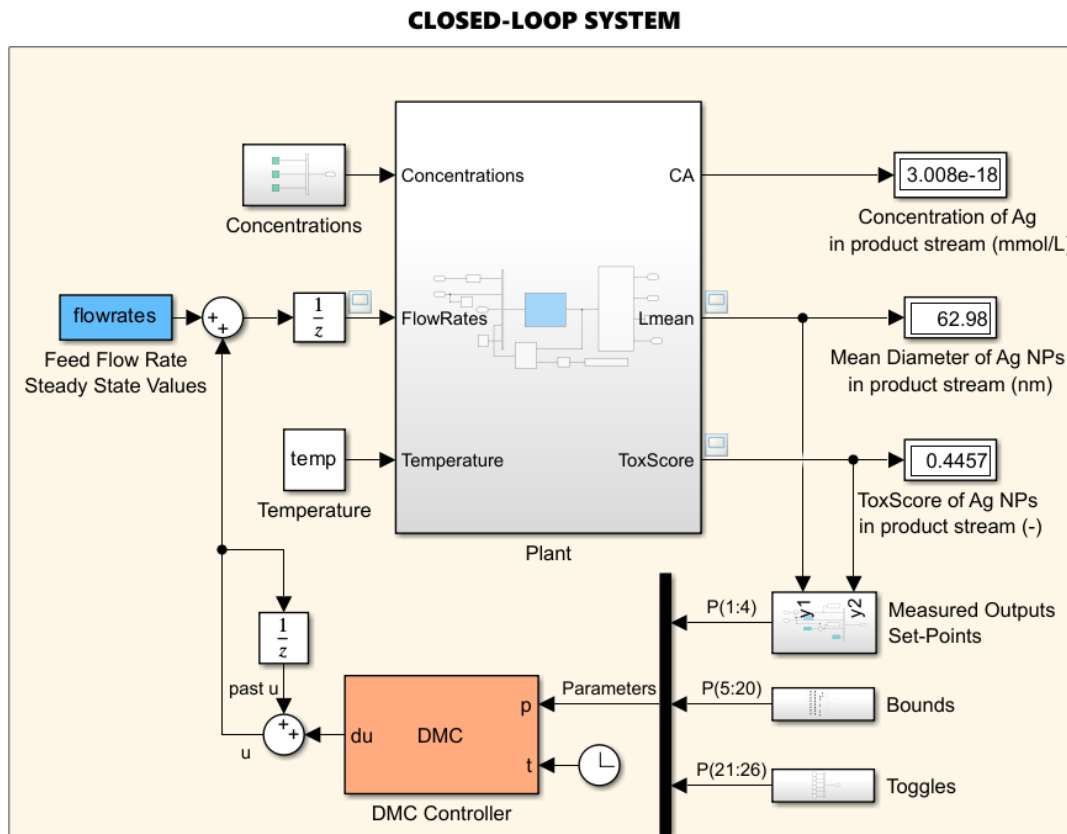 CLOSED-LOOP SYSTEM
Concentrations
Concentrations
CA
3.008e-18
Concentration of Ag
in product stream (mmol/L)
flowrates
+
+
1
z
FlowRates
Lmean
62.98
Feed Flow Rate
Steady State Values
Mean Diameter of Ag NPs
in product stream (nm)
temp
Temperature
ToxScore
0.4457
Temperature
ToxScore of Ag NPs
in product stream (-)
Plant
1
z
P(1:4)
y1
y2
Measured Outputs
Set-Points
past u
+
+
u
du
DMC
p
t
Parameters
P(5:20)
Bounds
P(21:26)
Toggles
DMC Controller